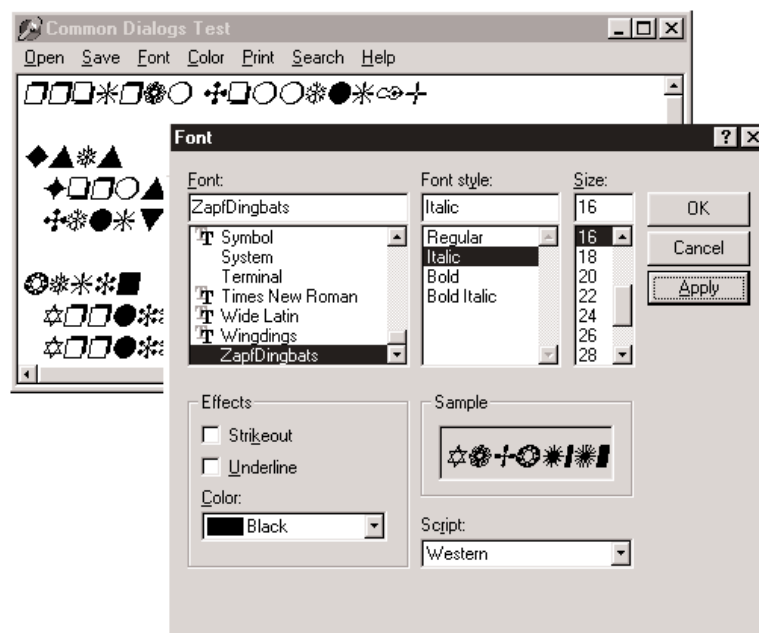 Common Dialogs Test
Open Save Font Color Print Search Help
Font
Font:
ZapfDingbats
Symbol
System
Terminal
Times New Roman
Wide Latin
Wingdings
ZapfDingbats
Font style:
Italic
Regular
Italic
Bold
Bold Italic
Size:
16
16
18
20
22
24
26
28
OK
Cancel
Apply
Effects
Strikeout
Underline
Color:
Black
Sample
Script:
Western